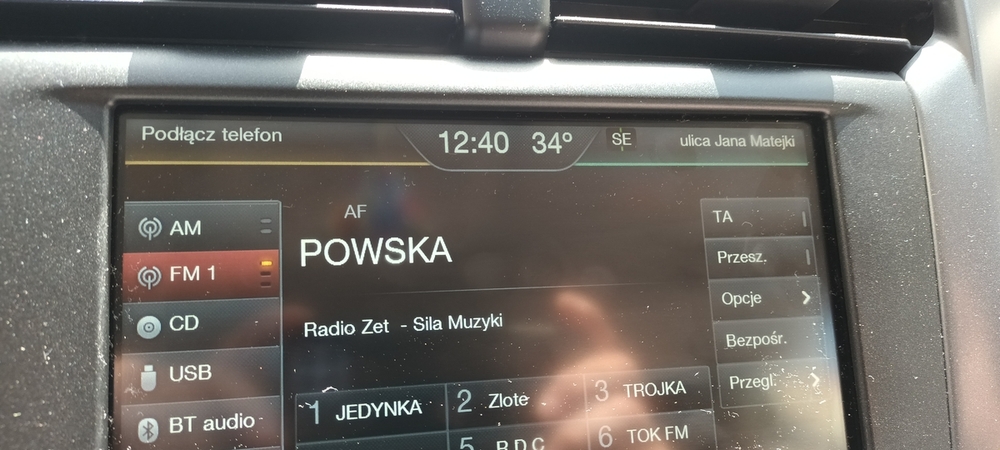 Podłącz telefon
12:40 34°
SE
ulica Jana Matejki
AM
FM 1
CD
USB
BT audio
AF
POWSKA
Radio Zet - Sila Muzyki
1 JEDYNKA
2 Zlote
3 TROJKA
5 R D C
6 TOK FM
TA
Przesz.
Opcje
Bezpośr.
Przegl.